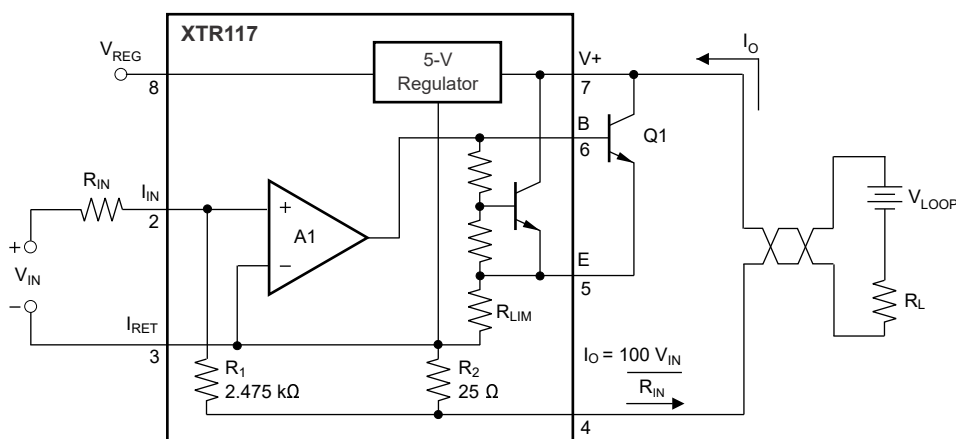 XTR117
V_REG
8
5-V
Regulator
V+
7
I_O
B
6
Q1
R_IN
I_IN
2
+
A1
−
+
V_IN
−
V_LOOP
E
5
R_LIM
R_L
I_RET
3
R_1
2.475 kΩ
R_2
25 Ω
I_O = 100 V_IN
R_IN
4